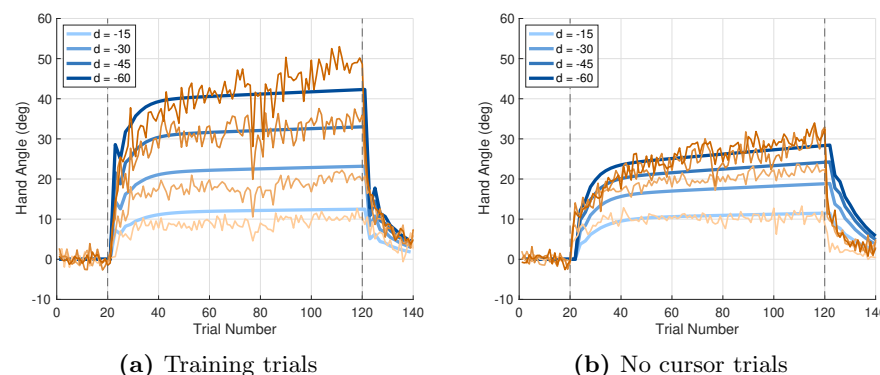 60
50
40
30
20
10
0
-10
Hand Angle (deg)
d = -15
d = -30
d = -45
d = -60
0 20 40 60 80 100 120 140
Trial Number
(a) Training trials
60
50
40
30
20
10
0
-10
Hand Angle (deg)
d = -15
d = -30
d = -45
d = -60
0 20 40 60 80 100 120 140
Trial Number
(b) No cursor trials